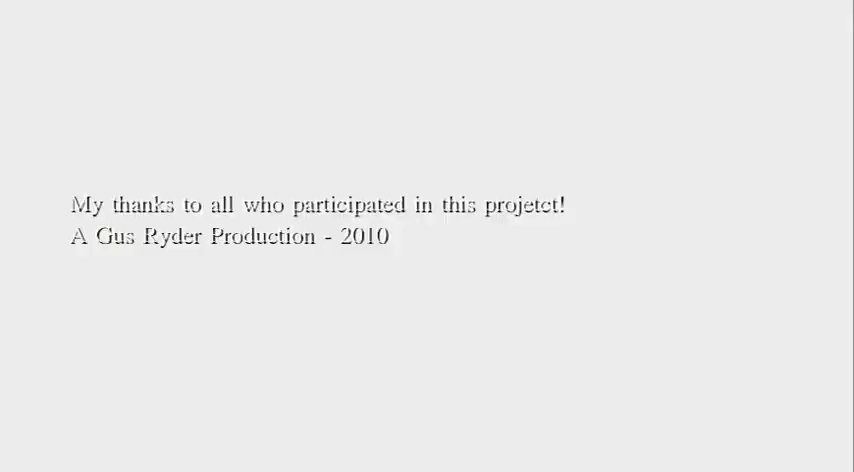 My thanks to all who participated in this projetct!
A Gus Ryder Production - 2010